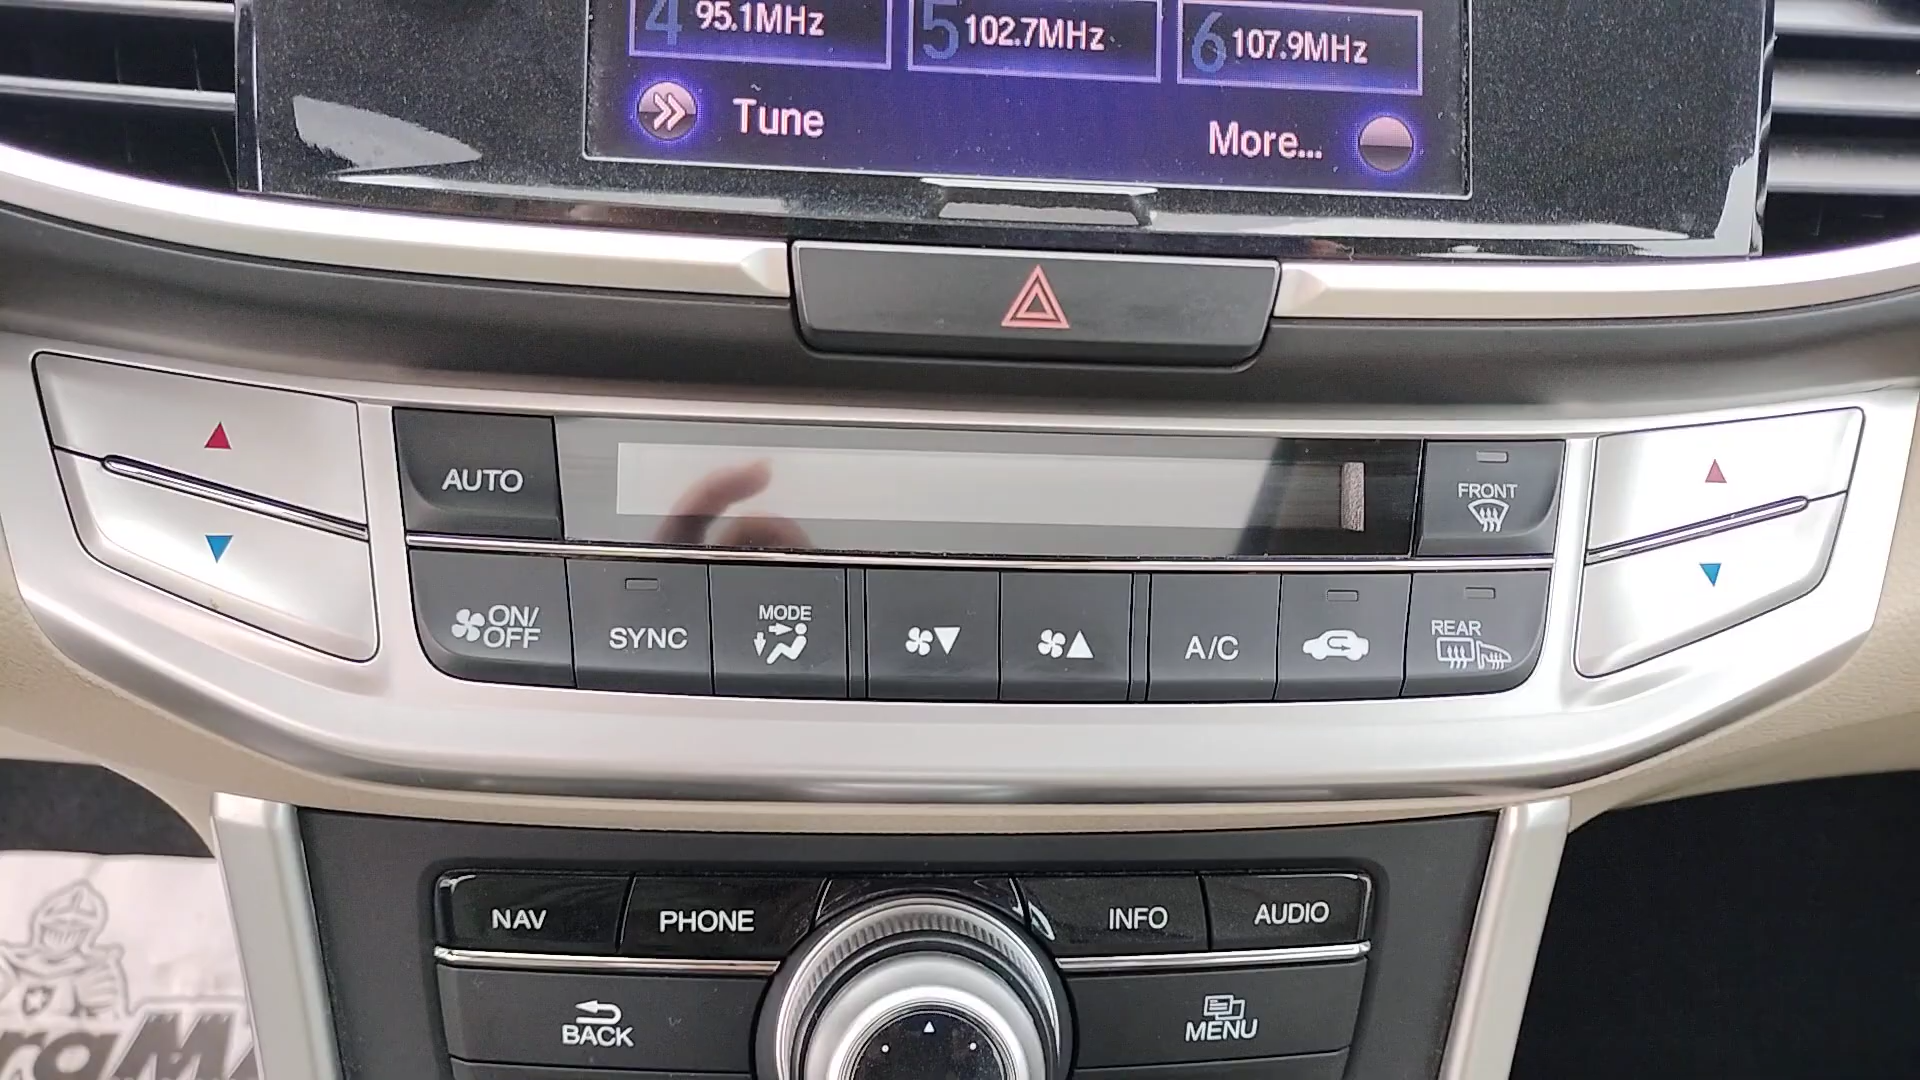 4 95.1MHz
5 102.7MHz
6 107.9MHz
Tune
More...
AUTO
FRONT
ON/
OFF
SYNC
MODE
A/C
REAR
NAV
PHONE
INFO
AUDIO
BACK
MENU